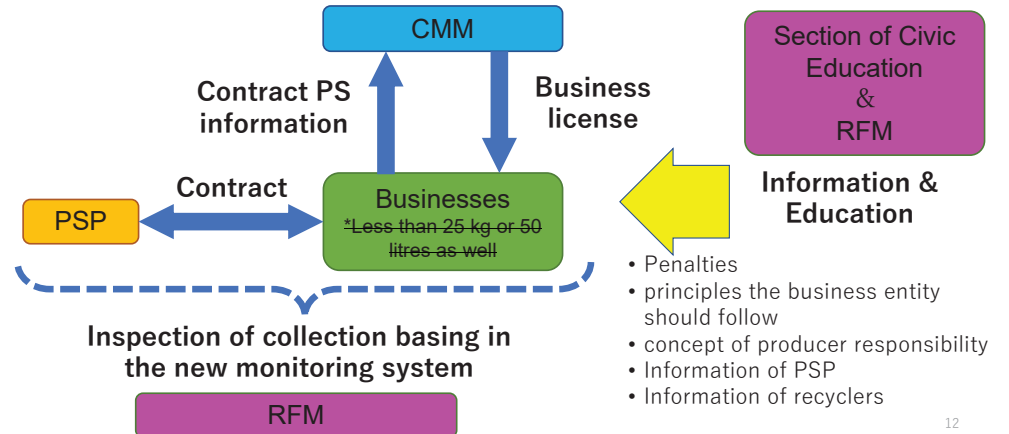 CMM
Section of Civic
Education
&
RFM
Contract PS
information
Business
license
Contract
PSP
Businesses
*Less than 25 kg or 50
litres as well
Information &
Education
• Penalties
• principles the business entity
should follow
• concept of producer responsibility
• Information of PSP
• Information of recyclers
Inspection of collection basing in
the new monitoring system
RFM
12